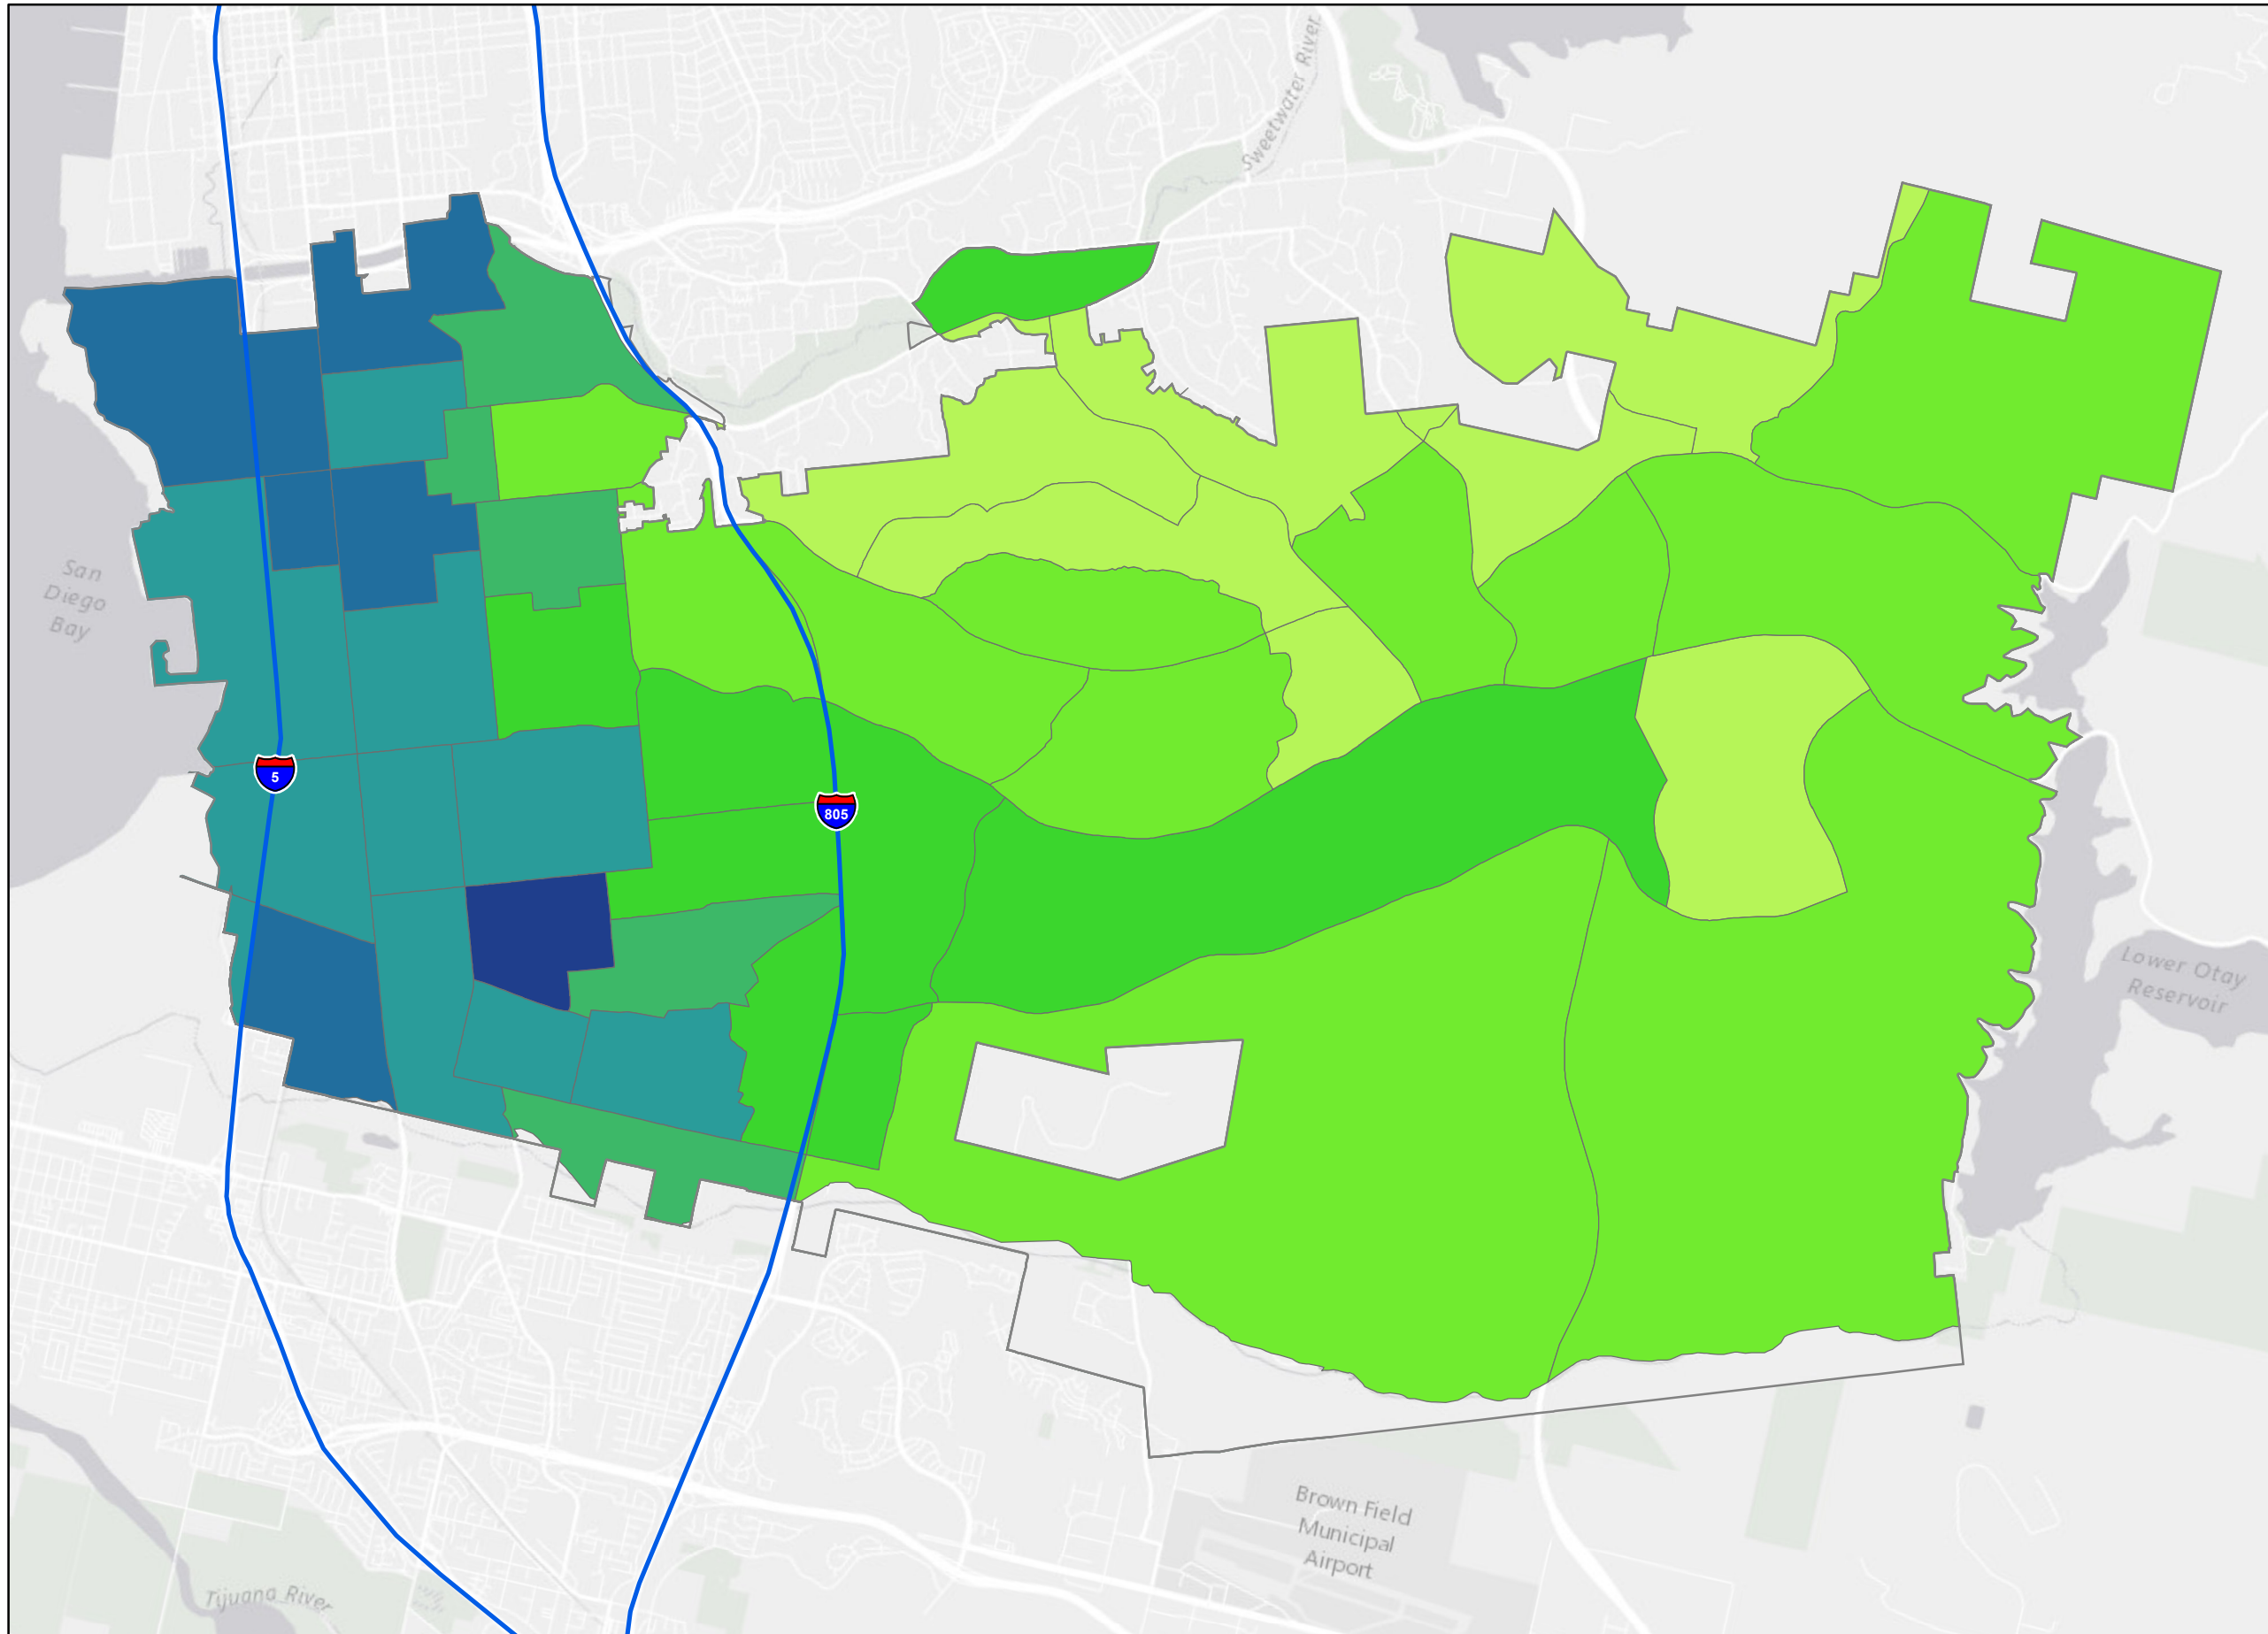 Sweetwater River
San
Diego
Bay
5
805
Lower Otay
Reservoir
Brown Field
Municipal
Airport
Tijuana River